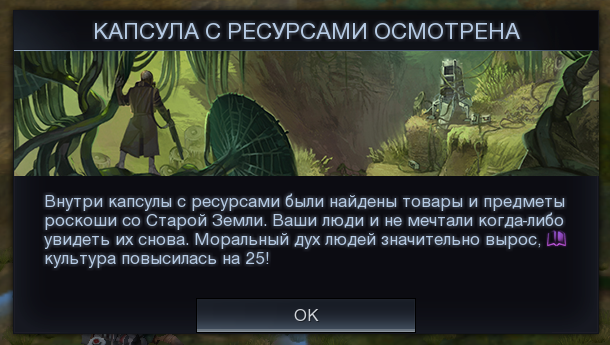 КАПСУЛА С РЕСУРСАМИ ОСМОТРЕНА
Внутри капсулы с ресурсами были найдены товары и предметы
роскоши со Старой Земли. Ваши люди и не мечтали когда-либо
увидеть их снова. Моральный дух людей значительно вырос,
культура повысилась на 25!
OK